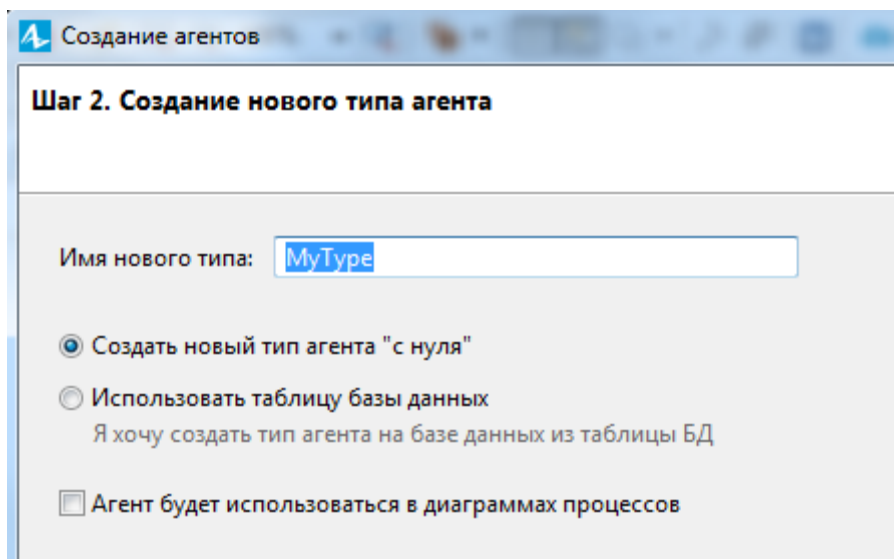 Создание агентов
Шаг 2. Создание нового типа агента
Имя нового типа: MyType
Создать новый тип агента "с нуля"
Использовать таблицу базы данных
Я хочу создать тип агента на базе данных из таблицы БД
Агент будет использоваться в диаграммах процессов